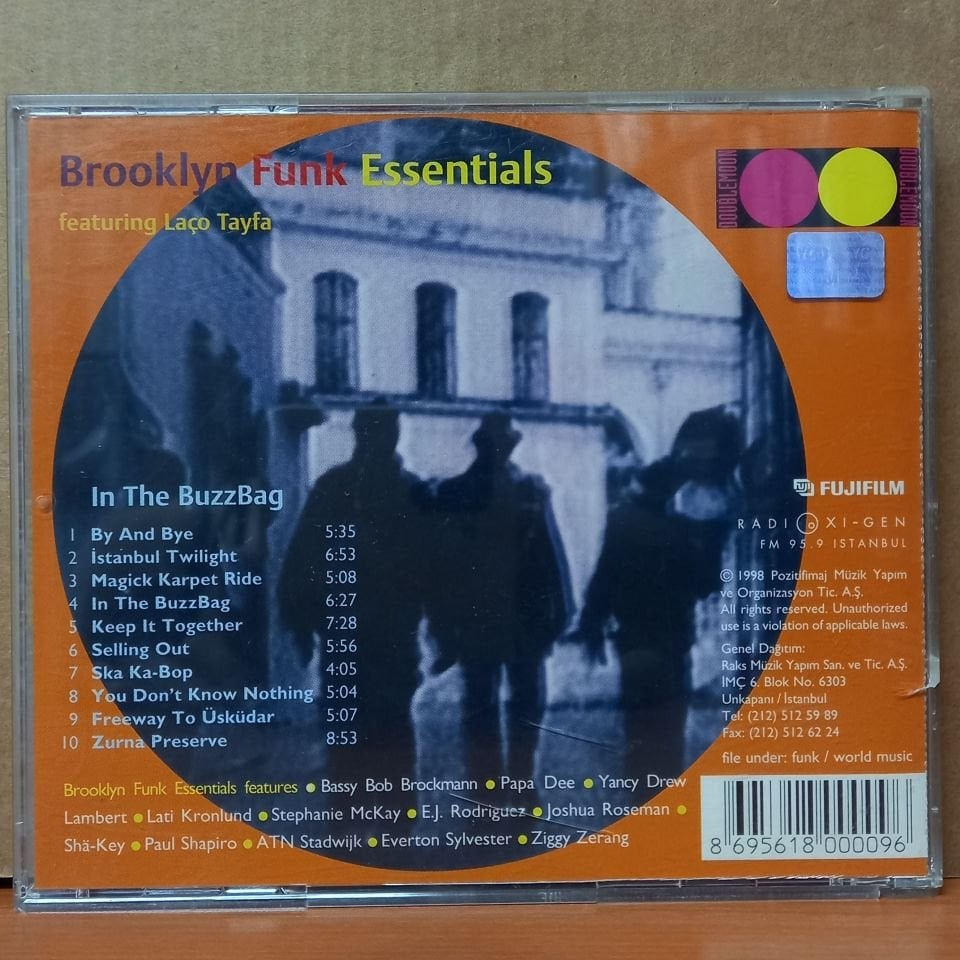 Brooklyn Funk Essentials
featuring Laço Tayfa
DOUBLEMOON
DOUBLEMOON
In The BuzzBag
1 By And Bye 5:35
2 İstanbul Twilight 6:53
3 Magick Karpet Ride 5:08
4 In The BuzzBag 6:27
5 Keep It Together 7:28
6 Selling Out 5:56
7 Ska Ka-Bop 4:05
8 You Don't Know Nothing 5:04
9 Freeway To Üsküdar 5:07
10 Zurna Preserve 8:53
Brooklyn Funk Essentials features • Bassy Bob Brockmann • Papa Dee • Yancy Drew
Lambert • Lati Kronlund • Stephanie McKay • E.J. Rodriguez • Joshua Roseman •
Shä-Key • Paul Shapiro • ATN Stadwijk • Everton Sylvester • Ziggy Zerang
FUJI FUJIFILM
RADIO OXI-GEN
FM 95.9 ISTANBUL
© 1998 Pozitifimaj Müzik Yapım
ve Organizasyon Tic. A.Ş.
All rights reserved. Unauthorized
use is a violation of applicable laws.
Genel Dağıtım:
Raks Müzik Yapım San. ve Tic. A.Ş.
İMÇ 6. Blok No. 6303
Unkapanı / İstanbul
Tel: (212) 512 59 89
Fax: (212) 512 62 24
file under: funk / world music
8 695618 000096